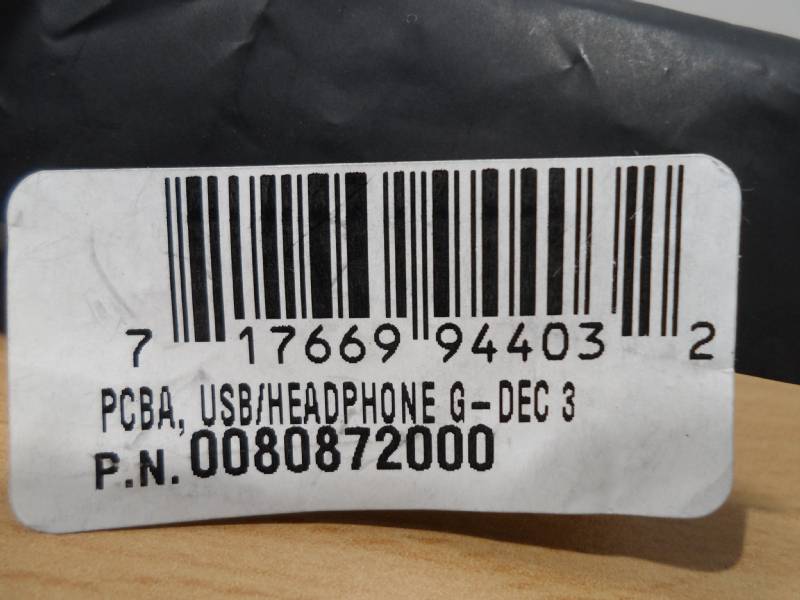 7 17669 94403 2
PCBA, USB/HEADPHONE G-DEC 3
P.N. 0080872000